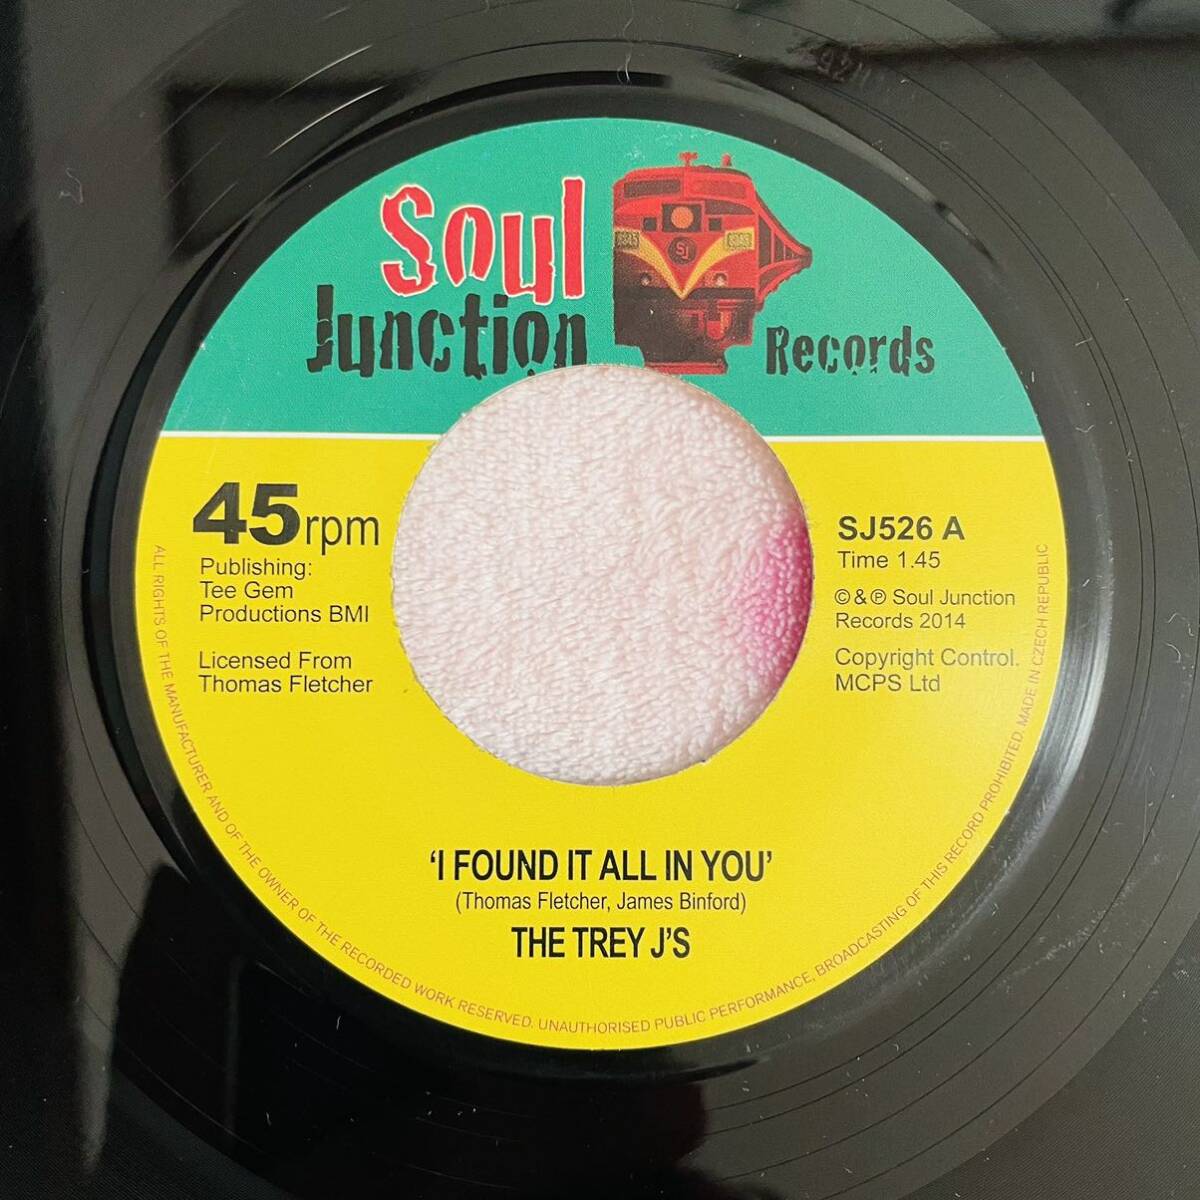 Soul
Junction
Records
SJ
45rpm
Publishing:
Tee Gem
Productions BMI
Licensed From
Thomas Fletcher
SJ526 A
Time 1.45
© & ℗ Soul Junction
Records 2014
Copyright Control.
MCPS Ltd
'I FOUND IT ALL IN YOU'
(Thomas Fletcher, James Binford)
THE TREY J'S
ALL RIGHTS OF THE MANUFACTURER AND OF THE OWNER OF THE RECORDED WORK RESERVED. UNAUTHORISED PUBLIC PERFORMANCE, BROADCASTING OF THIS RECORD PROHIBITED. MADE IN CZECH REPUBLIC